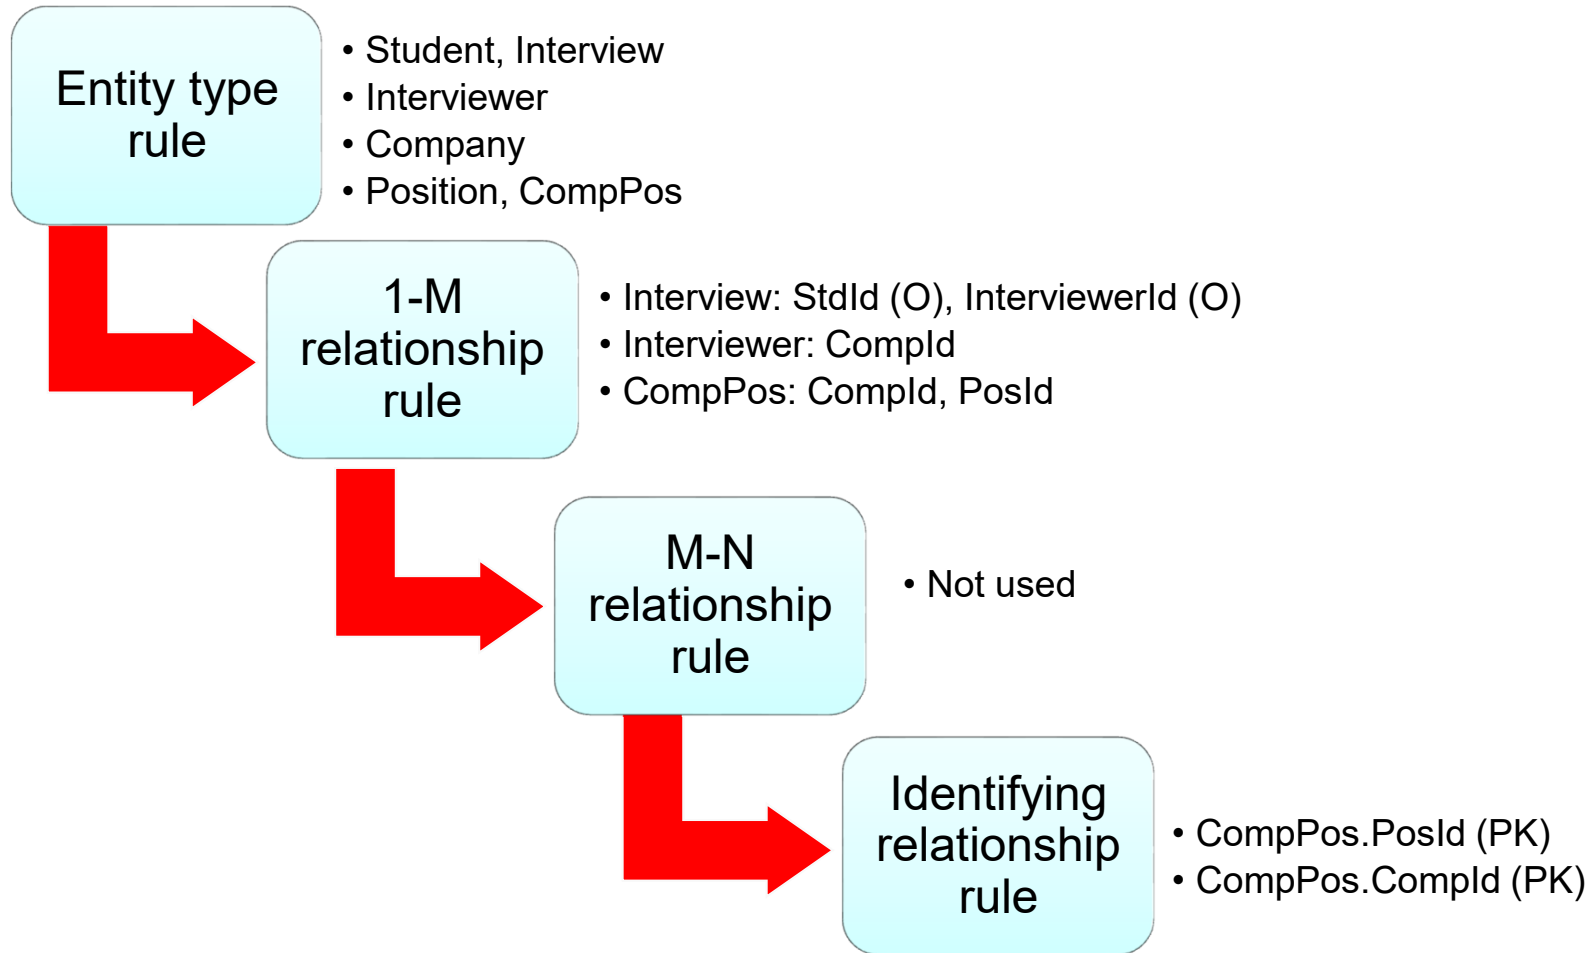 Entity type
rule
• Student, Interview
• Interviewer
• Company
• Position, CompPos
1-M
relationship
rule
• Interview: StdId (O), InterviewerId (O)
• Interviewer: CompId
• CompPos: CompId, PosId
M-N
relationship
rule
• Not used
Identifying
relationship
rule
• CompPos.PosId (PK)
• CompPos.CompId (PK)